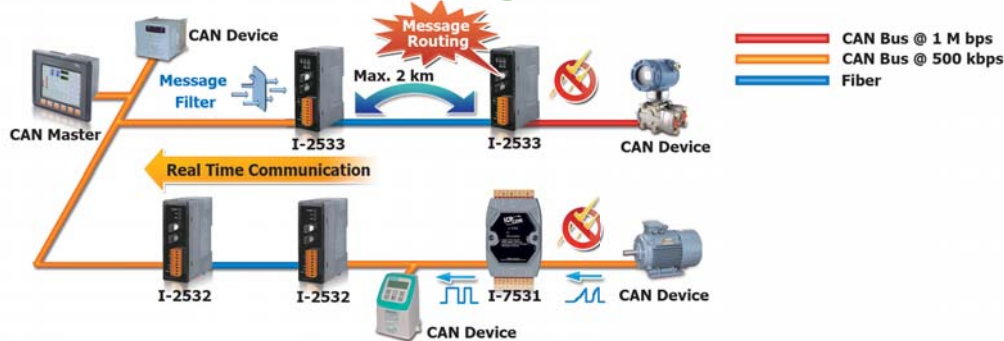 CAN Device
Message
Routing
CAN Bus @ 1 M bps
CAN Bus @ 500 kbps
Fiber
Message
Filter
Max. 2 km
CAN Master
I-2533
I-2533
CAN Device
Real Time Communication
I-2532
I-2532
I-7531
CAN Device
CAN Device